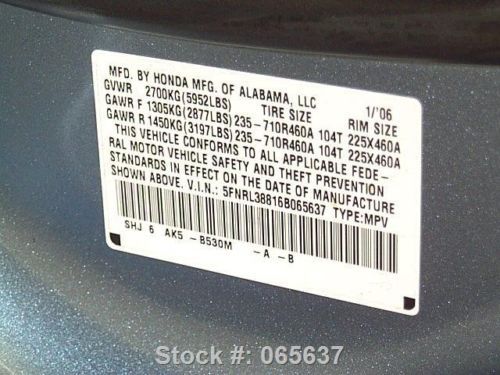 MFD. BY HONDA MFG. OF ALABAMA, LLC 1/'06
GVWR 2700KG(5952LBS) TIRE SIZE RIM SIZE
GAWR F 1305KG(2877LBS)235-710R460A 104T 225X460A
GAWR R 1450KG(3197LBS)235-710R460A 104T 225X460A
THIS VEHICLE CONFORMS TO ALL APPLICABLE FEDE-
RAL MOTOR VEHICLE SAFETY AND THEFT PREVENTION
STANDARDS IN EFFECT ON THE DATE OF MANUFACTURE
SHOWN ABOVE. V.I.N.: 5FNRL38816B065637 TYPE:MPV
SHJ 6 AK5 -B530M -A -B
Stock #: 065637